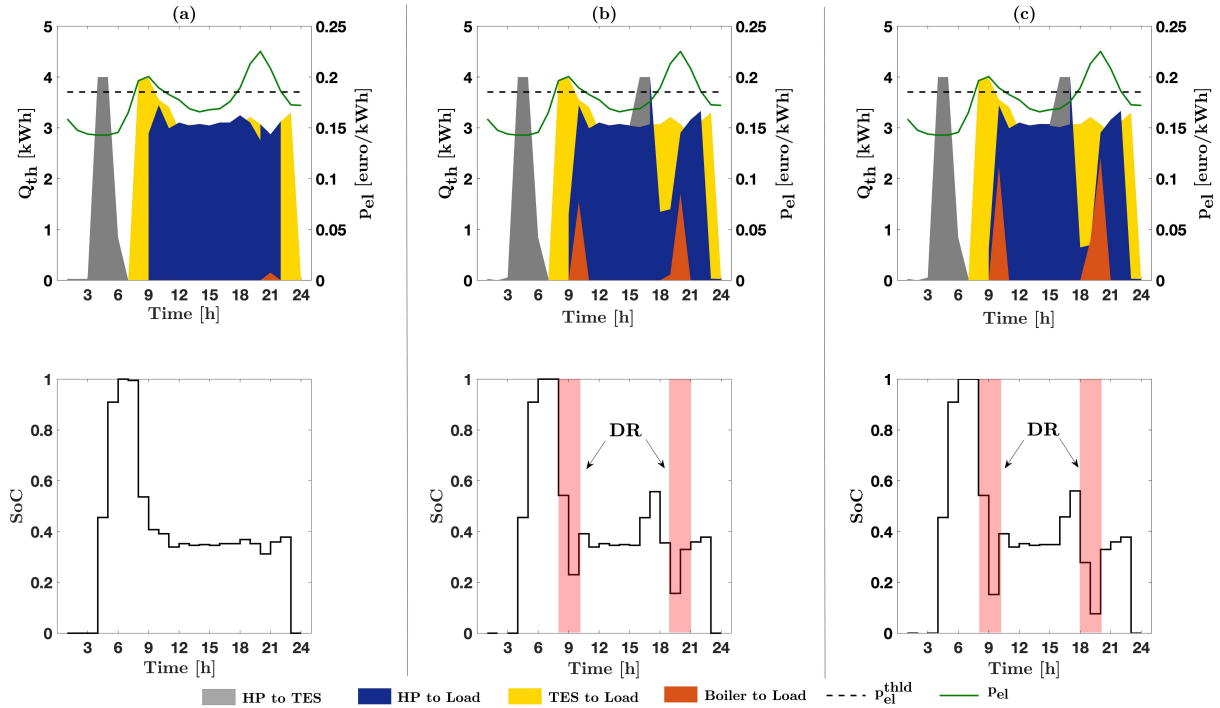 (a)
(b)
(c)
5
4
3
2
1
0
Q_th [kWh]
0.25
0.2
0.15
0.1
0.05
0
p_el [euro/kWh]
3 6 9 12 15 18 21 24
Time [h]
5
4
3
2
1
0
Q_th [kWh]
0.25
0.2
0.15
0.1
0.05
0
p_el [euro/kWh]
3 6 9 12 15 18 21 24
Time [h]
5
4
3
2
1
0
Q_th [kWh]
0.25
0.2
0.15
0.1
0.05
0
p_el [euro/kWh]
3 6 9 12 15 18 21 24
Time [h]
1
0.8
0.6
0.4
0.2
0
SoC
3 6 9 12 15 18 21 24
Time [h]
1
0.8
0.6
0.4
0.2
0
SoC
DR
3 6 9 12 15 18 21 24
Time [h]
1
0.8
0.6
0.4
0.2
0
SoC
DR
3 6 9 12 15 18 21 24
Time [h]
HP to TES HP to Load TES to Load Boiler to Load p_el^thld p_el